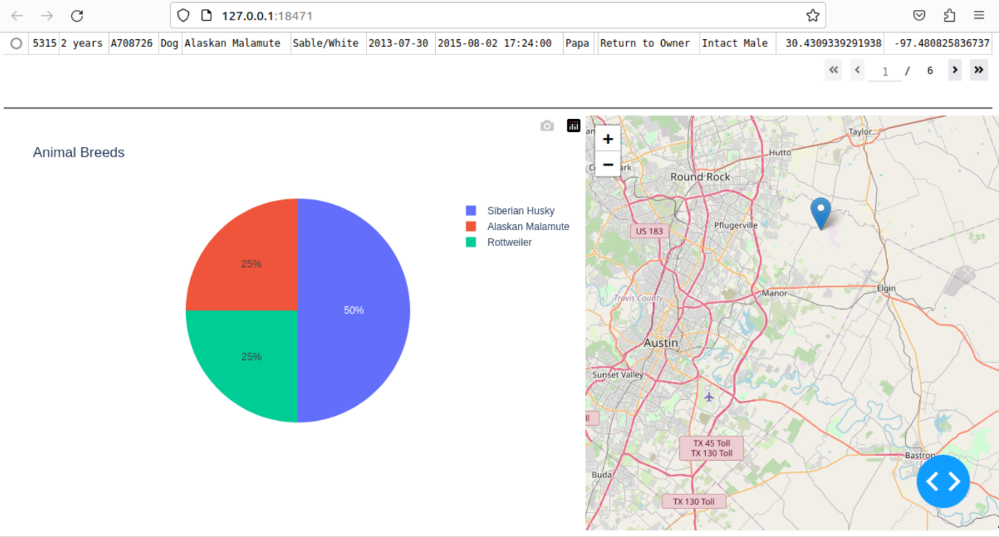 127.0.0.1:18471
5315 2 years A708726 Dog Alaskan Malamute Sable/White 2013-07-30 2015-08-02 17:24:00 Papa Return to Owner Intact Male 30.4309339291938 -97.480825836737
« ‹ 1 / 6 › »
Animal Breeds
Siberian Husky
Alaskan Malamute
Rottweiler
25%
50%
25%
+
−
Taylor
Hutto
Round Rock
US 183
Pflugerville
Manor
Elgin
Travis County
Austin
Sunset Valley
TX 45 Toll
TX 130 Toll
Bastrop
Buda
TX 130 Toll